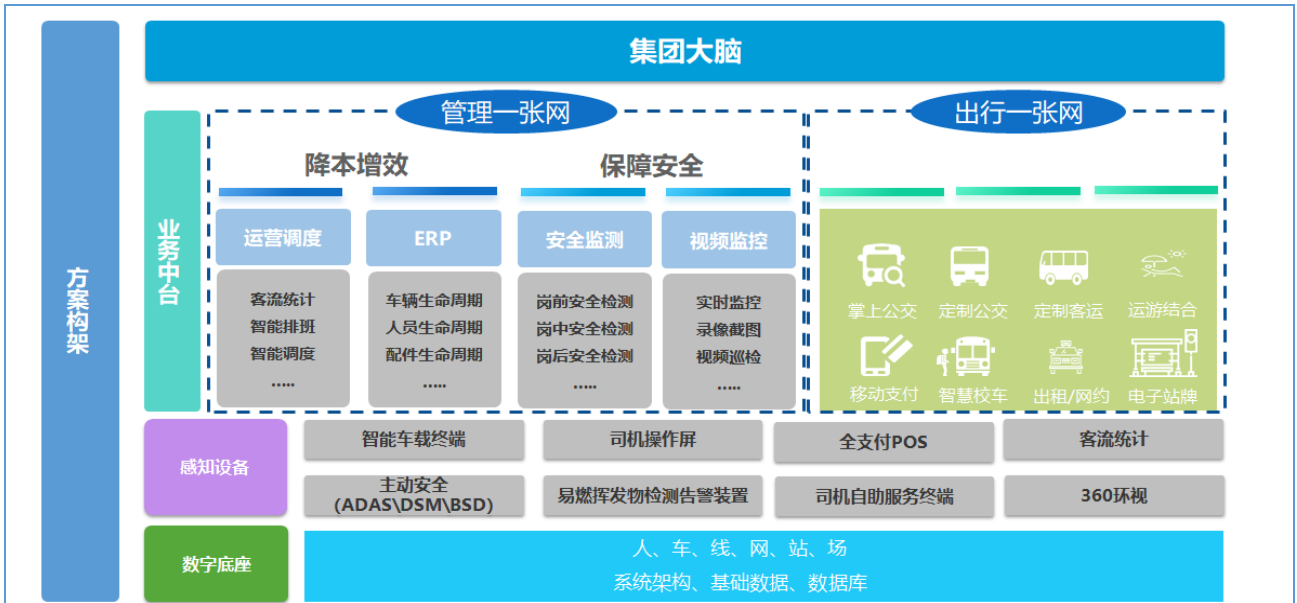 集团大脑
方案构架
业务中台
管理一张网
出行一张网
降本增效
保障安全
运营调度
ERP
安全监测
视频监控
客流统计
智能排班
智能调度
.....
车辆生命周期
人员生命周期
配件生命周期
.....
岗前安全检测
岗中安全检测
岗后安全检测
.....
实时监控
录像截图
视频巡检
.....
掌上公交
定制公交
定制客运
运游结合
移动支付
智慧校车
出租/网约
电子站牌
感知设备
智能车载终端
司机操作屏
全支付POS
客流统计
主动安全
(ADAS\DSM\BSD)
易燃挥发物检测告警装置
司机自助服务终端
360环视
数字底座
人、车、线、网、站、场
系统架构、基础数据、数据库